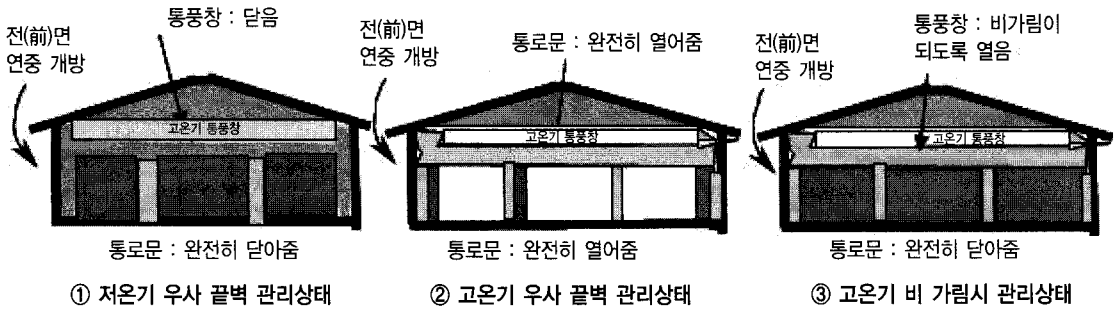 통풍창 : 닫음
전(前)면
연중 개방
고온기 통풍창
통로문 : 완전히 닫아줌
① 저온기 우사 끝벽 관리상태
통로문 : 완전히 열어줌
전(前)면
연중 개방
고온기 통풍창
통로문 : 완전히 열어줌
② 고온기 우사 끝벽 관리상태
통풍창 : 비가림이
되도록 열음
전(前)면
연중 개방
고온기 통풍창
통로문 : 완전히 닫아줌
③ 고온기 비 가림시 관리상태